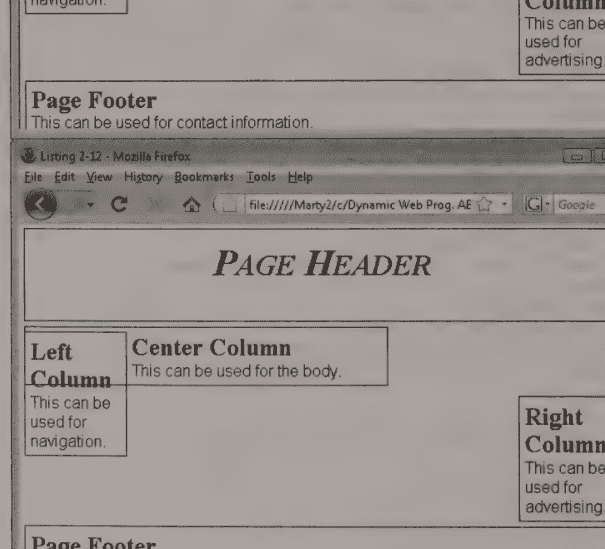 navigation.
Column
This can be
used for
advertising.
Page Footer
This can be used for contact information.
Listing 2-12 - Mozilla Firefox
File Edit View History Bookmarks Tools Help
file://///Marty2/c/Dynamic Web Prog. AE
G Google
PAGE HEADER
Left
Column
This can be
used for
navigation.
Center Column
This can be used for the body.
Right
Column
This can be
used for
advertising.
Page Footer